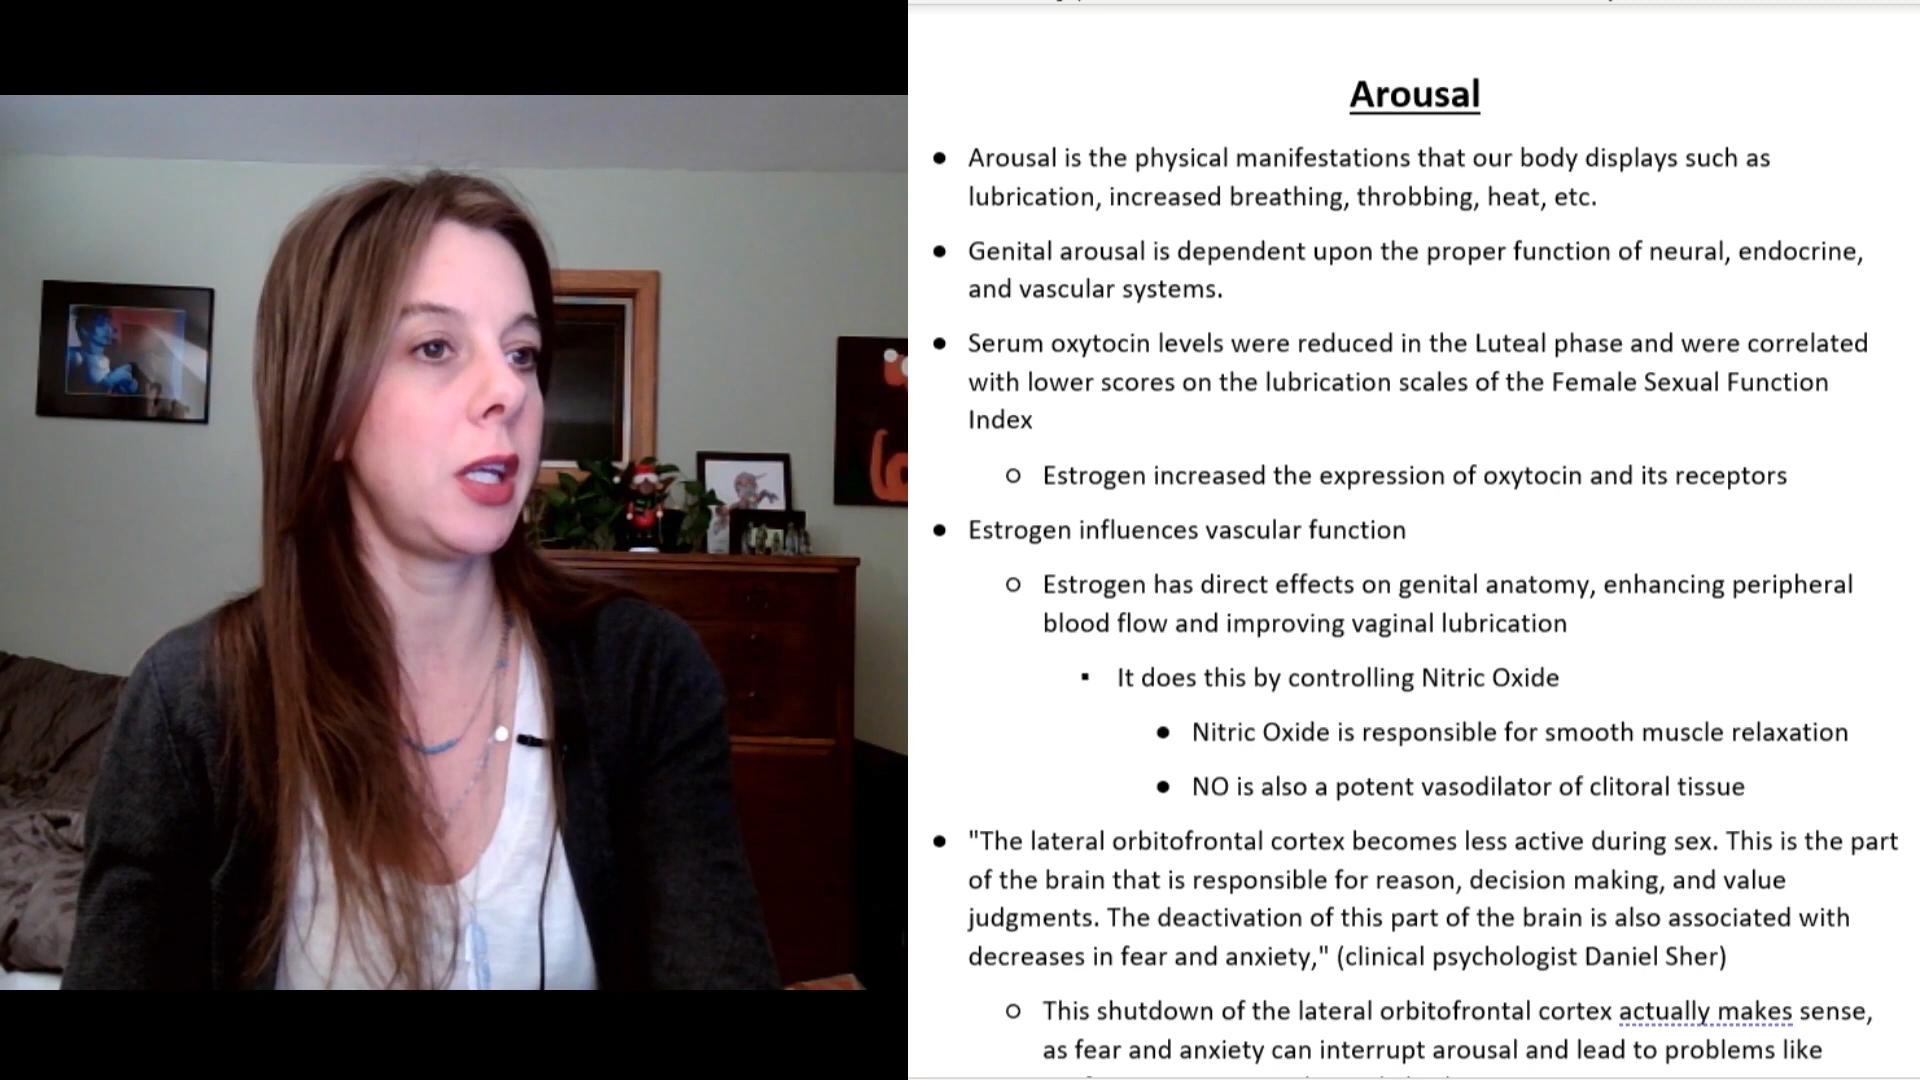 Arousal
● Arousal is the physical manifestations that our body displays such as
lubrication, increased breathing, throbbing, heat, etc.
● Genital arousal is dependent upon the proper function of neural, endocrine,
and vascular systems.
● Serum oxytocin levels were reduced in the Luteal phase and were correlated
with lower scores on the lubrication scales of the Female Sexual Function
Index
○ Estrogen increased the expression of oxytocin and its receptors
● Estrogen influences vascular function
○ Estrogen has direct effects on genital anatomy, enhancing peripheral
blood flow and improving vaginal lubrication
▪ It does this by controlling Nitric Oxide
● Nitric Oxide is responsible for smooth muscle relaxation
● NO is also a potent vasodilator of clitoral tissue
● "The lateral orbitofrontal cortex becomes less active during sex. This is the part
of the brain that is responsible for reason, decision making, and value
judgments. The deactivation of this part of the brain is also associated with
decreases in fear and anxiety," (clinical psychologist Daniel Sher)
○ This shutdown of the lateral orbitofrontal cortex actually makes sense,
as fear and anxiety can interrupt arousal and lead to problems like